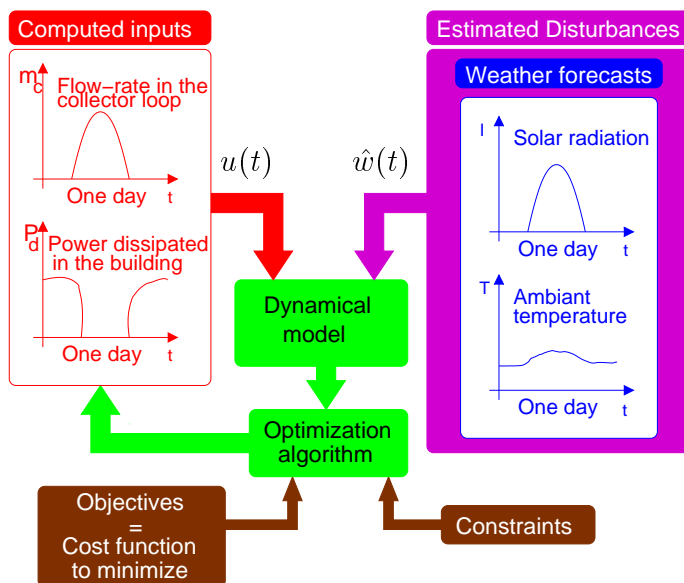 Computed inputs
m_c
Flow-rate in the
collector loop
One day
t
P_d
Power dissipated
in the building
One day
t
u(t)
ŵ(t)
Estimated Disturbances
Weather forecasts
I
Solar radiation
One day
t
T
Ambiant
temperature
One day
t
Dynamical
model
Optimization
algorithm
Objectives
=
Cost function
to minimize
Constraints